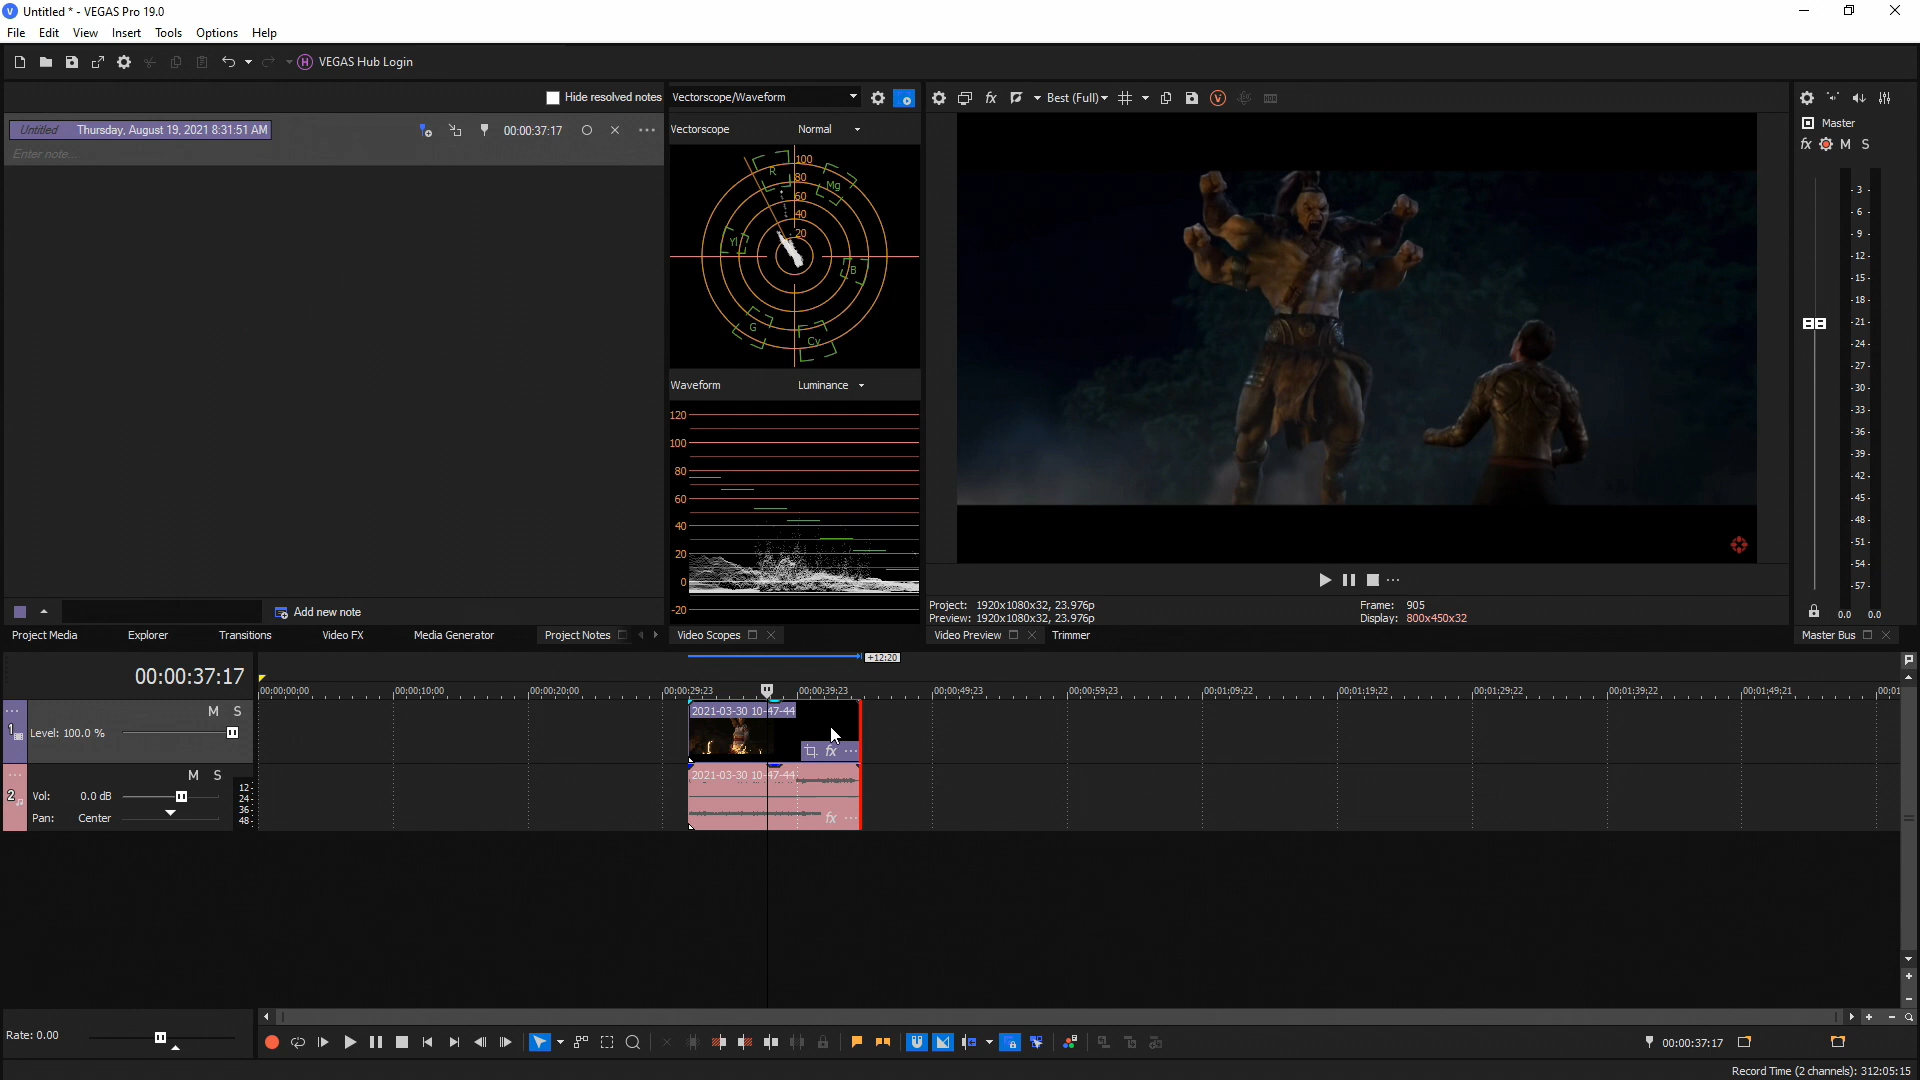 Untitled * - VEGAS Pro 19.0
File Edit View Insert Tools Options Help
VEGAS Hub Login
Hide resolved notes
Untitled Thursday, August 19, 2021 8:31:51 AM
00:00:37:17
Enter note...
Add new note
Project Media Explorer Transitions Video FX Media Generator Project Notes
Vectorscope/Waveform
Vectorscope Normal
100
80
60
40
20
R
Mg
Yl
B
G
Cy
Waveform Luminance
120
100
80
60
40
20
0
-20
Video Scopes
fx Best (Full)
Project: 1920x1080x32, 23.976p
Preview: 1920x1080x32, 23.976p
Frame: 905
Display: 800x450x32
Video Preview Trimmer
Master
fx M S
-3-
-6-
-9-
-12-
-15-
-18-
-21-
-24-
-27-
-30-
-33-
-36-
-39-
-42-
-45-
-48-
-51-
-54-
-57-
0.0 0.0
Master Bus
00:00:37:17
+12:20
00:00:00:00 00:00:10:00 00:00:20:00 00:00:29:23 00:00:39:23 00:00:49:23 00:00:59:23 00:01:09:22 00:01:19:22 00:01:29:22 00:01:39:22 00:01:49:21 00:01
1
M S
Level: 100.0 %
2021-03-30 10-47-44
fx
2
M S
Vol: 0.0 dB
Pan: Center
12-
24-
36-
48-
2021-03-30 10-47-44
fx
Rate: 0.00
00:00:37:17
Record Time (2 channels): 312:05:15